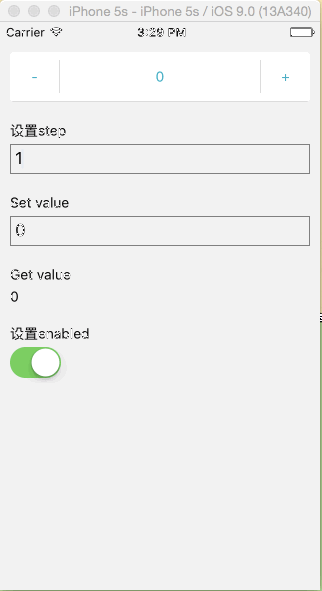 iPhone 5s - iPhone 5s / iOS 9.0 (13A340)
Carrier 3:29 PM
- 0 +
设置step
1
Set value
0
Get value
0
设置enabled